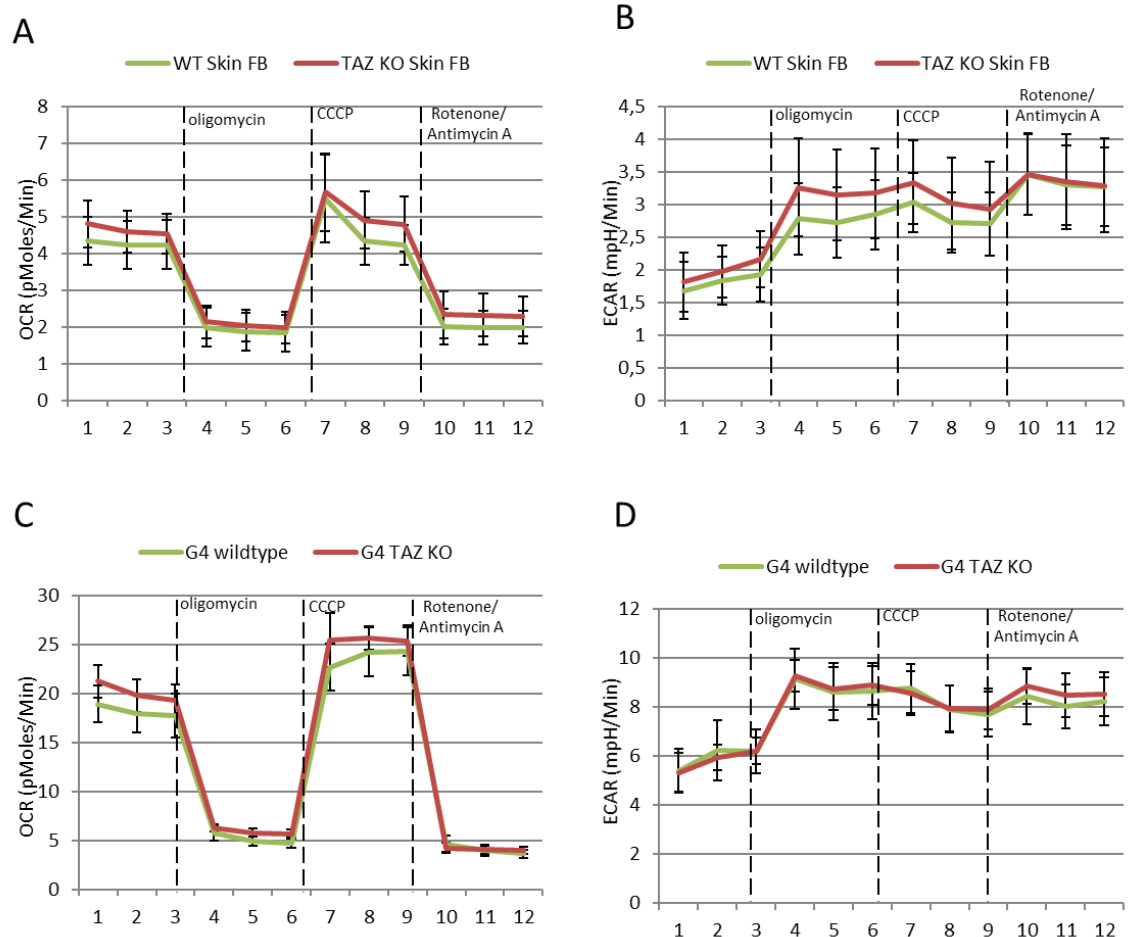 A
WT Skin FB TAZ KO Skin FB
oligomycin CCCP Rotenone/
Antimycin A
OCR (pMoles/Min)
8
7
6
5
4
3
2
1
0
1 2 3 4 5 6 7 8 9 10 11 12
B
WT Skin FB TAZ KO Skin FB
oligomycin CCCP Rotenone/
Antimycin A
ECAR (mpH/Min)
4,5
4
3,5
3
2,5
2
1,5
1
0,5
0
1 2 3 4 5 6 7 8 9 10 11 12
C
G4 wildtype G4 TAZ KO
oligomycin CCCP Rotenone/
Antimycin A
OCR (pMoles/Min)
30
25
20
15
10
5
0
1 2 3 4 5 6 7 8 9 10 11 12
D
G4 wildtype G4 TAZ KO
oligomycin CCCP Rotenone/
Antimycin A
ECAR (mpH/Min)
12
10
8
6
4
2
0
1 2 3 4 5 6 7 8 9 10 11 12